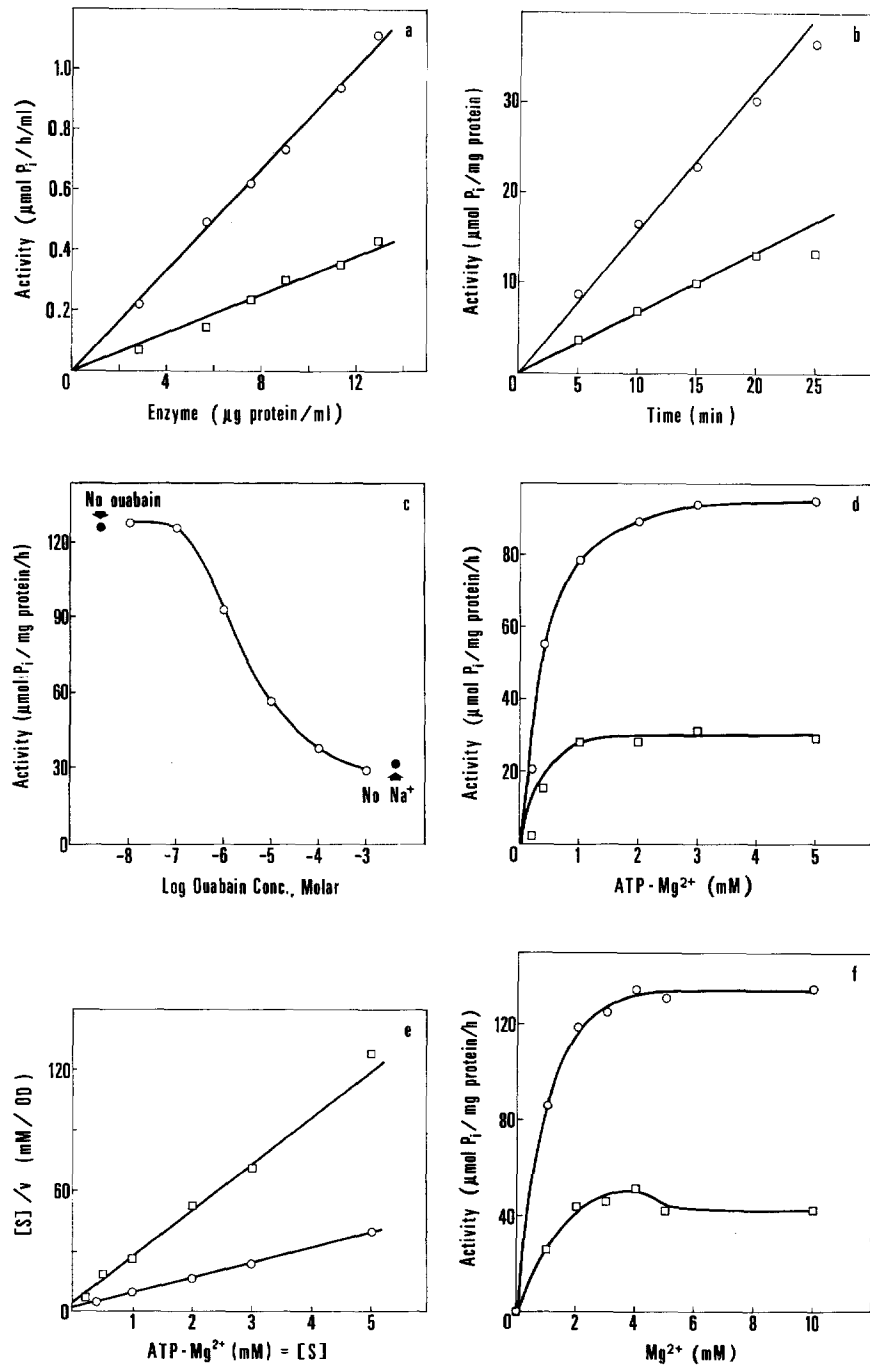 a
1.0
0.8
0.6
0.4
0.2
0
4
8
12
Activity (μmol Pi / h / ml)
Enzyme ( μg protein / ml )
b
30
20
10
0
5
10
15
20
25
Activity ( μmol Pi / mg protein)
Time (min)
c
No ouabain
120
90
60
30
0
No Na+
-8
-7
-6
-5
-4
-3
Activity (μmol Pi / mg protein/h)
Log Ouabain Conc., Molar
d
80
60
40
20
0
1
2
3
4
5
Activity (μmol Pi / mg protein/h)
ATP - Mg2+ (mM)
e
120
60
0
1
2
3
4
5
[S] / v (mM / OD)
ATP - Mg2+ (mM) = [S]
f
120
80
40
0
2
4
6
8
10
Activity (μmol Pi / mg protein/h)
Mg2+ (mM)